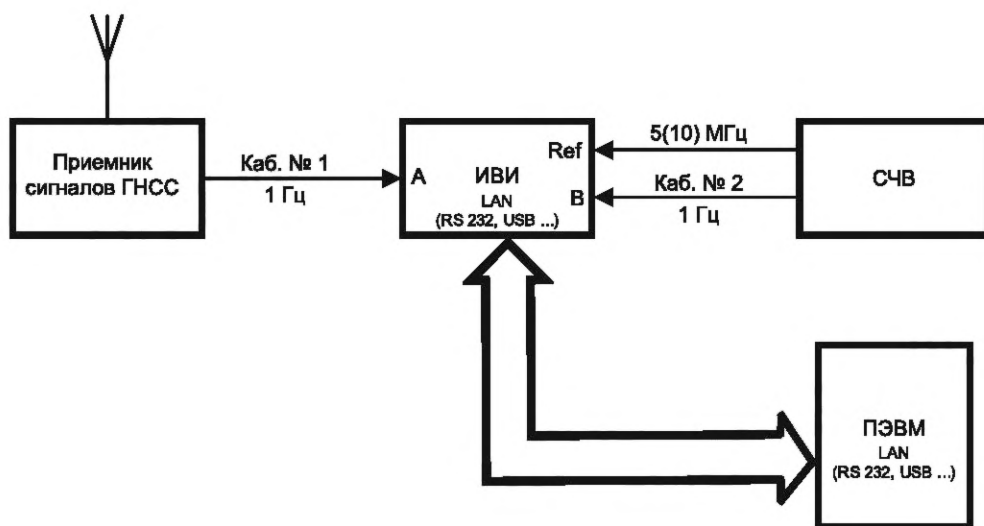 Приемник
сигналов ГНСС
Каб. № 1
1 Гц
A
ИВИ
LAN
(RS 232, USB ...)
Ref
B
5(10) МГц
Каб. № 2
1 Гц
СЧВ
ПЭВМ
LAN
(RS 232, USB ...)